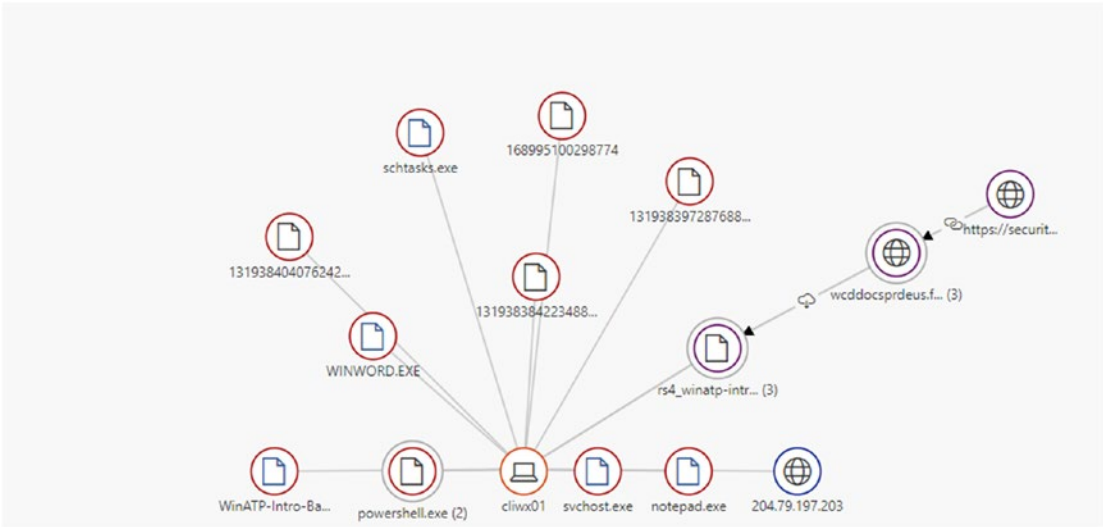 schtasks.exe
168995100298774
131938397287688...
https://securit...
131938404076242...
131938384223488...
wcddocsprdeus.f... (3)
WINWORD.EXE
rs4_winatp-intr... (3)
WinATP-Intro-Ba...
powershell.exe (2)
cliwx01
svchost.exe
notepad.exe
204.79.197.203